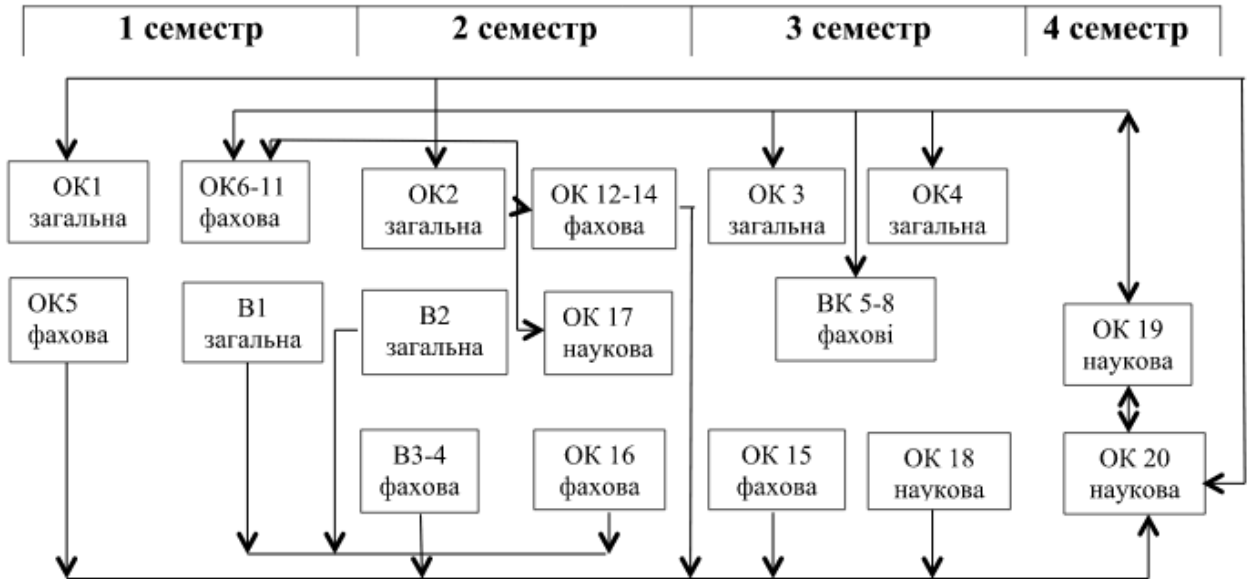 1 семестр
2 семестр
3 семестр
4 семестр
ОК1
загальна
ОК6-11
фахова
ОК2
загальна
ОК 12-14
фахова
ОК 3
загальна
ОК4
загальна
ОК5
фахова
В1
загальна
В2
загальна
ОК 17
наукова
ВК 5-8
фахові
ОК 19
наукова
В3-4
фахова
ОК 16
фахова
ОК 15
фахова
ОК 18
наукова
ОК 20
наукова